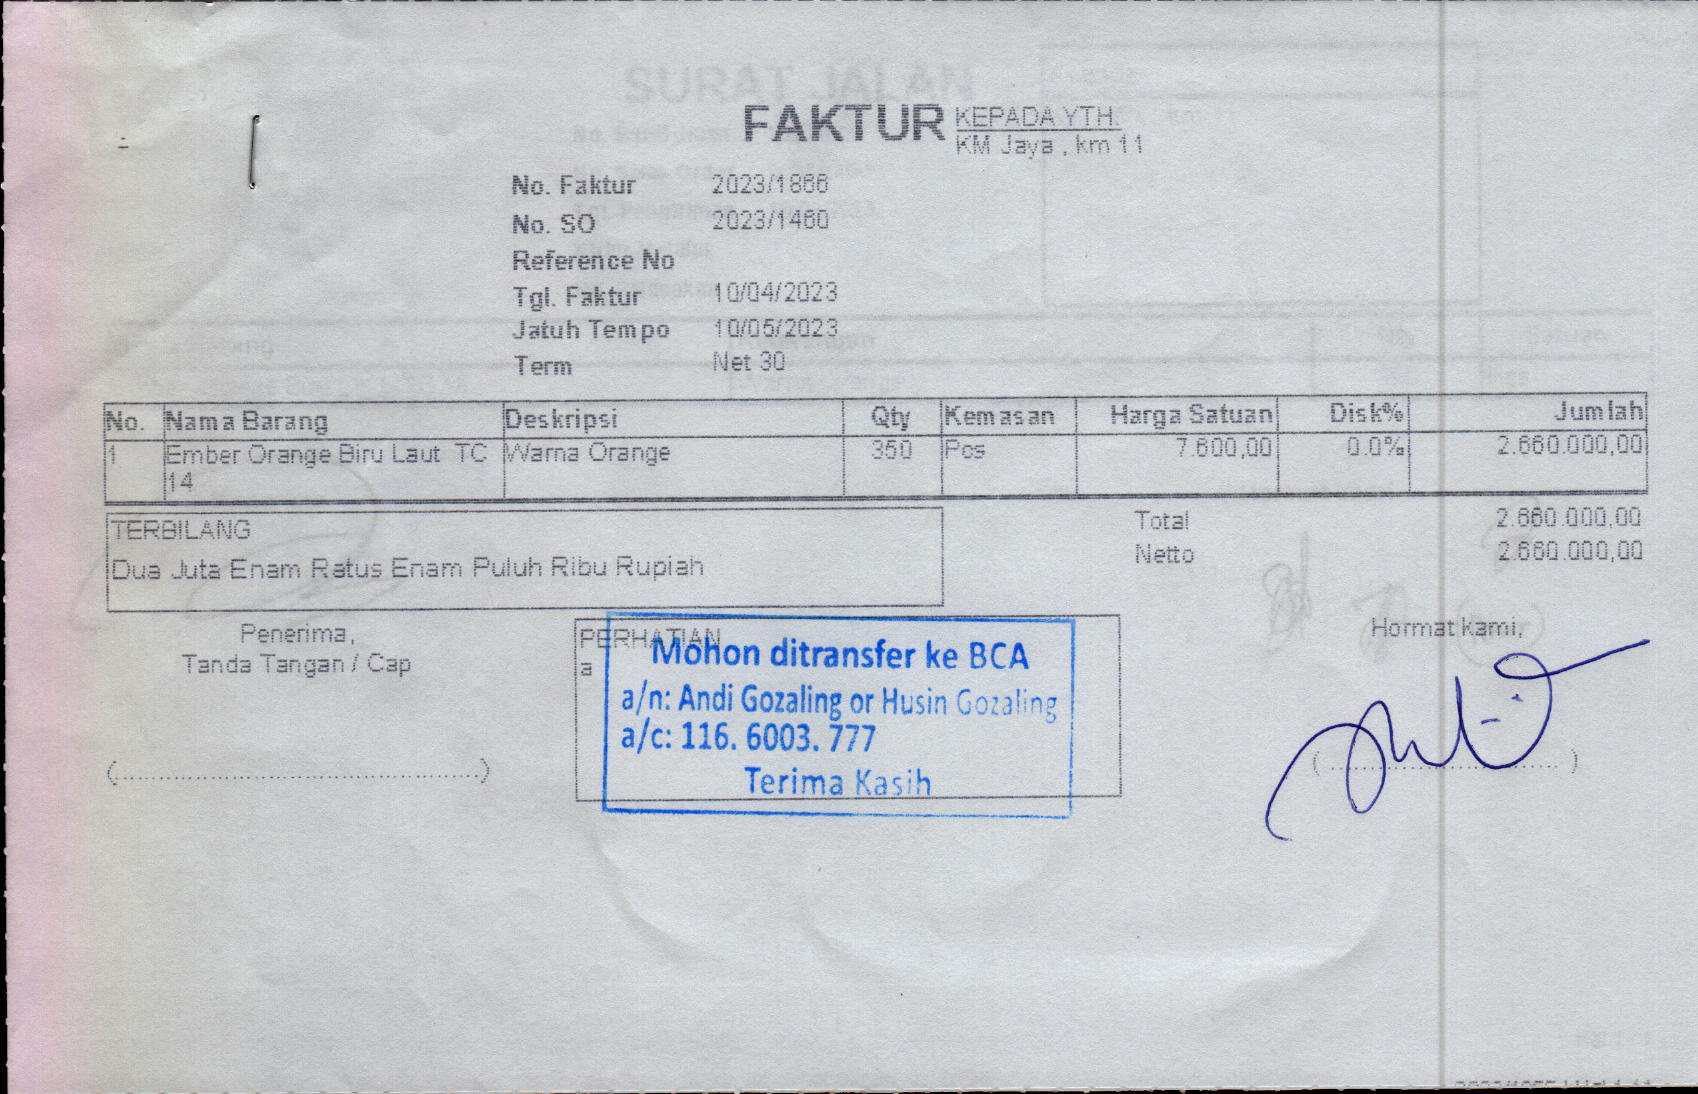 FAKTUR
KEPADA YTH.
KM Jaya , km 11
No. Faktur 2023/1866
No. SO 2023/1460
Reference No
Tgl. Faktur 10/04/2023
Jatuh Tempo 10/05/2023
Term Net 30
No. Nama Barang Deskripsi Qty Kemasan Harga Satuan Disk% Jumlah
1 Ember Orange Biru Laut TC Warna Orange 350 Pcs 7.600,00 0.0% 2.660.000,00
14
TERBILANG
Dua Juta Enam Ratus Enam Puluh Ribu Rupiah
Total 2.660.000,00
Netto 2.660.000,00
Penerima,
Tanda Tangan / Cap
(.................................................)
PERHATIAN
a
Mohon ditransfer ke BCA
a/n: Andi Gozaling or Husin Gozaling
a/c: 116. 6003. 777
Terima Kasih
Hormat Kami,
(.................................)
SURAT JALAN